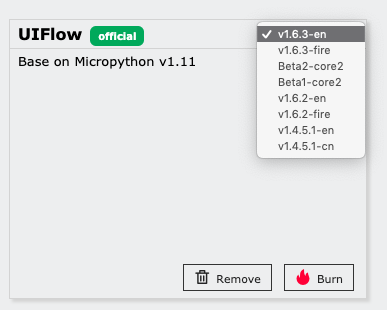 UIFlow official
✓ v1.6.3-en
v1.6.3-fire
Beta2-core2
Beta1-core2
v1.6.2-en
v1.6.2-fire
v1.4.5.1-en
v1.4.5.1-cn
Base on Micropython v1.11
Remove
Burn